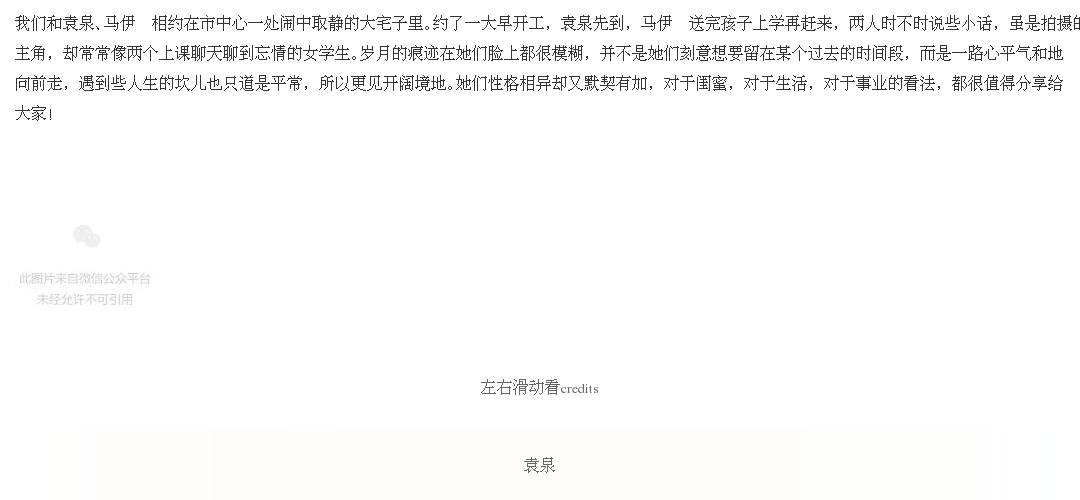 我们和袁泉、马伊　相约在市中心一处闹中取静的大宅子里。约了一大早开工，袁泉先到，马伊　送完孩子上学再赶来，两人时不时说些小话，虽是拍摄的
主角，却常常像两个上课聊天聊到忘情的女学生。岁月的痕迹在她们脸上都很模糊，并不是她们刻意想要留在某个过去的时间段，而是一路心平气和地
向前走，遇到些人生的坎儿也只道是平常，所以更见开阔境地。她们性格相异却又默契有加，对于闺蜜，对于生活，对于事业的看法，都很值得分享给
大家！
此图片来自微信公众平台
未经允许不可引用
左右滑动看credits
袁泉